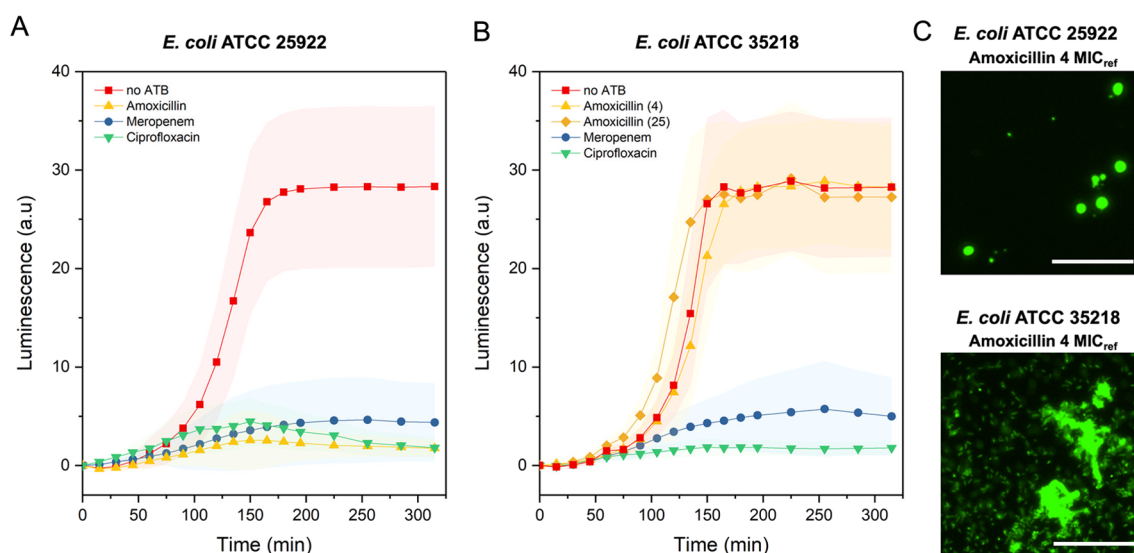 A
E. coli ATCC 25922
no ATB
Amoxicillin
Meropenem
Ciprofloxacin
Luminescence (a.u)
40
30
20
10
0
0 50 100 150 200 250 300
Time (min)
B
E. coli ATCC 35218
no ATB
Amoxicillin (4)
Amoxicillin (25)
Meropenem
Ciprofloxacin
Luminescence (a.u)
40
30
20
10
0
0 50 100 150 200 250 300
Time (min)
C
E. coli ATCC 25922
Amoxicillin 4 MICref
E. coli ATCC 35218
Amoxicillin 4 MICref